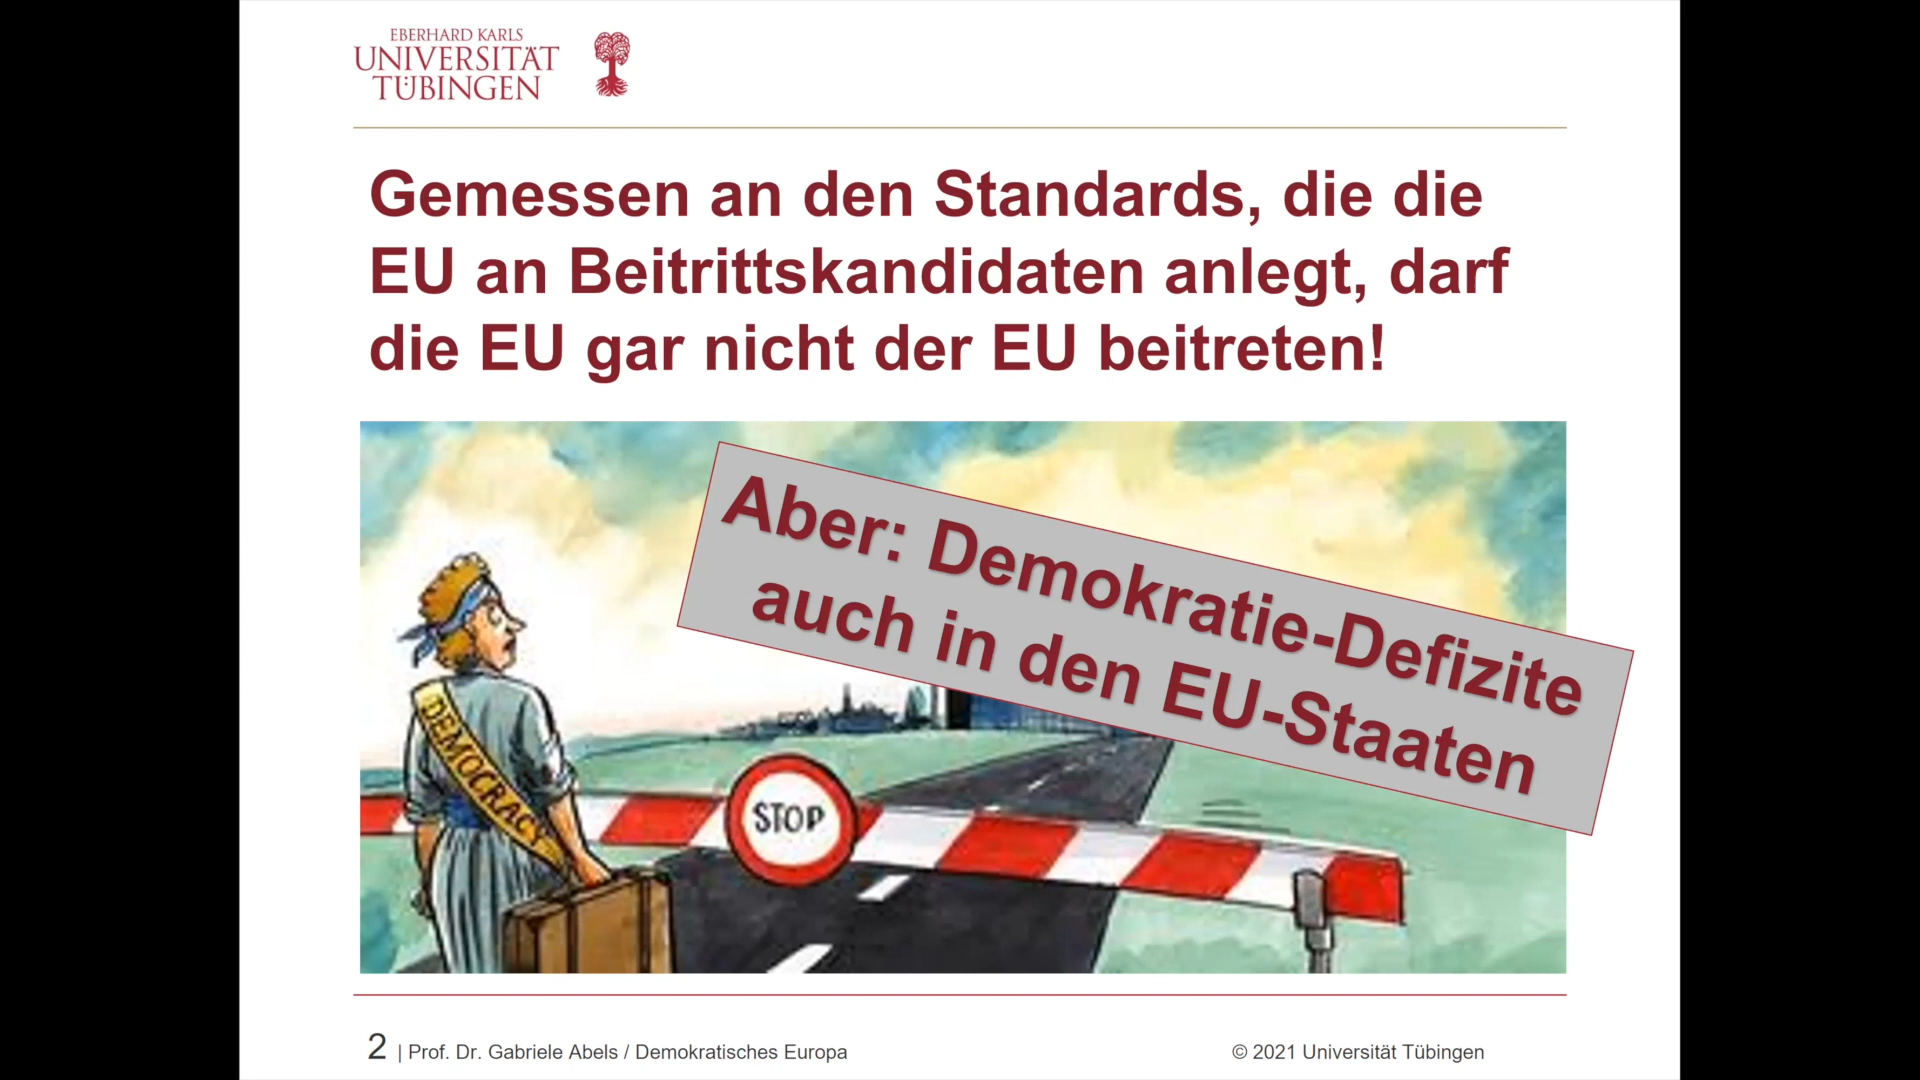 EBERHARD KARLS
UNIVERSITÄT
TÜBINGEN
Gemessen an den Standards, die die
EU an Beitrittskandidaten anlegt, darf
die EU gar nicht der EU beitreten!
Aber: Demokratie-Defizite
auch in den EU-Staaten
DEMOCRACY
STOP
2 | Prof. Dr. Gabriele Abels / Demokratisches Europa
© 2021 Universität Tübingen